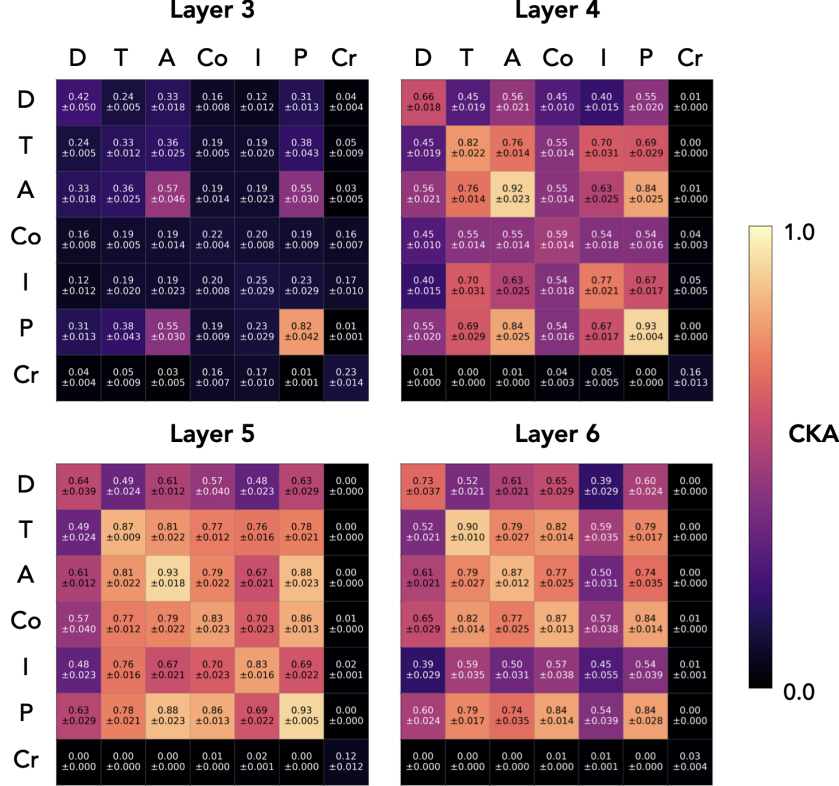 Layer 3 Layer 4
D T A Co I P Cr D T A Co I P Cr
D 0.42 0.24 0.33 0.16 0.12 0.31 0.04 0.66 0.45 0.56 0.45 0.40 0.55 0.01
±0.050 ±0.005 ±0.018 ±0.008 ±0.012 ±0.013 ±0.004 ±0.018 ±0.019 ±0.021 ±0.010 ±0.015 ±0.020 ±0.000
T 0.24 0.33 0.36 0.19 0.19 0.38 0.05 0.45 0.82 0.76 0.55 0.70 0.69 0.00
±0.005 ±0.012 ±0.025 ±0.005 ±0.020 ±0.043 ±0.009 ±0.019 ±0.022 ±0.014 ±0.014 ±0.031 ±0.029 ±0.000
A 0.33 0.36 0.57 0.19 0.19 0.55 0.03 0.56 0.76 0.92 0.55 0.63 0.84 0.01
±0.018 ±0.025 ±0.046 ±0.014 ±0.023 ±0.030 ±0.005 ±0.021 ±0.014 ±0.023 ±0.014 ±0.025 ±0.025 ±0.000
Co 0.16 0.19 0.19 0.22 0.20 0.19 0.16 0.45 0.55 0.55 0.59 0.54 0.54 0.04
±0.008 ±0.005 ±0.014 ±0.004 ±0.008 ±0.009 ±0.007 ±0.010 ±0.014 ±0.014 ±0.014 ±0.018 ±0.016 ±0.003
I 0.12 0.19 0.19 0.20 0.25 0.23 0.17 0.40 0.70 0.63 0.54 0.77 0.67 0.05
±0.012 ±0.020 ±0.023 ±0.008 ±0.029 ±0.029 ±0.010 ±0.015 ±0.031 ±0.025 ±0.018 ±0.021 ±0.017 ±0.005
P 0.31 0.38 0.55 0.19 0.23 0.82 0.01 0.55 0.69 0.84 0.54 0.67 0.93 0.00
±0.013 ±0.043 ±0.030 ±0.009 ±0.029 ±0.042 ±0.001 ±0.020 ±0.029 ±0.025 ±0.016 ±0.017 ±0.004 ±0.000
Cr 0.04 0.05 0.03 0.16 0.17 0.01 0.23 0.01 0.00 0.01 0.04 0.05 0.00 0.16
±0.004 ±0.009 ±0.005 ±0.007 ±0.010 ±0.001 ±0.014 ±0.000 ±0.000 ±0.000 ±0.003 ±0.005 ±0.000 ±0.013
1.0
CKA
0.0
Layer 5 Layer 6
D 0.64 0.49 0.61 0.57 0.48 0.63 0.00 0.73 0.52 0.61 0.65 0.39 0.60 0.00
±0.039 ±0.024 ±0.012 ±0.040 ±0.023 ±0.029 ±0.000 ±0.037 ±0.021 ±0.021 ±0.029 ±0.029 ±0.024 ±0.000
T 0.49 0.87 0.81 0.77 0.76 0.78 0.00 0.52 0.90 0.79 0.82 0.59 0.79 0.00
±0.024 ±0.009 ±0.022 ±0.012 ±0.016 ±0.021 ±0.000 ±0.021 ±0.010 ±0.027 ±0.014 ±0.035 ±0.017 ±0.000
A 0.61 0.81 0.93 0.79 0.67 0.88 0.00 0.61 0.79 0.87 0.77 0.50 0.74 0.00
±0.012 ±0.022 ±0.018 ±0.022 ±0.021 ±0.023 ±0.000 ±0.021 ±0.027 ±0.012 ±0.025 ±0.031 ±0.035 ±0.000
Co 0.57 0.77 0.79 0.83 0.70 0.86 0.01 0.65 0.82 0.77 0.87 0.57 0.84 0.01
±0.040 ±0.012 ±0.022 ±0.023 ±0.023 ±0.013 ±0.000 ±0.029 ±0.014 ±0.025 ±0.013 ±0.038 ±0.014 ±0.000
I 0.48 0.76 0.67 0.70 0.83 0.69 0.02 0.39 0.59 0.50 0.57 0.45 0.54 0.01
±0.023 ±0.016 ±0.021 ±0.023 ±0.016 ±0.022 ±0.001 ±0.029 ±0.035 ±0.031 ±0.038 ±0.055 ±0.039 ±0.001
P 0.63 0.78 0.88 0.86 0.69 0.93 0.00 0.60 0.79 0.74 0.84 0.54 0.84 0.00
±0.029 ±0.021 ±0.023 ±0.013 ±0.022 ±0.005 ±0.000 ±0.024 ±0.017 ±0.035 ±0.014 ±0.039 ±0.028 ±0.000
Cr 0.00 0.00 0.00 0.01 0.02 0.00 0.12 0.00 0.00 0.00 0.01 0.01 0.00 0.03
±0.000 ±0.000 ±0.000 ±0.000 ±0.001 ±0.000 ±0.012 ±0.000 ±0.000 ±0.000 ±0.000 ±0.001 ±0.000 ±0.004